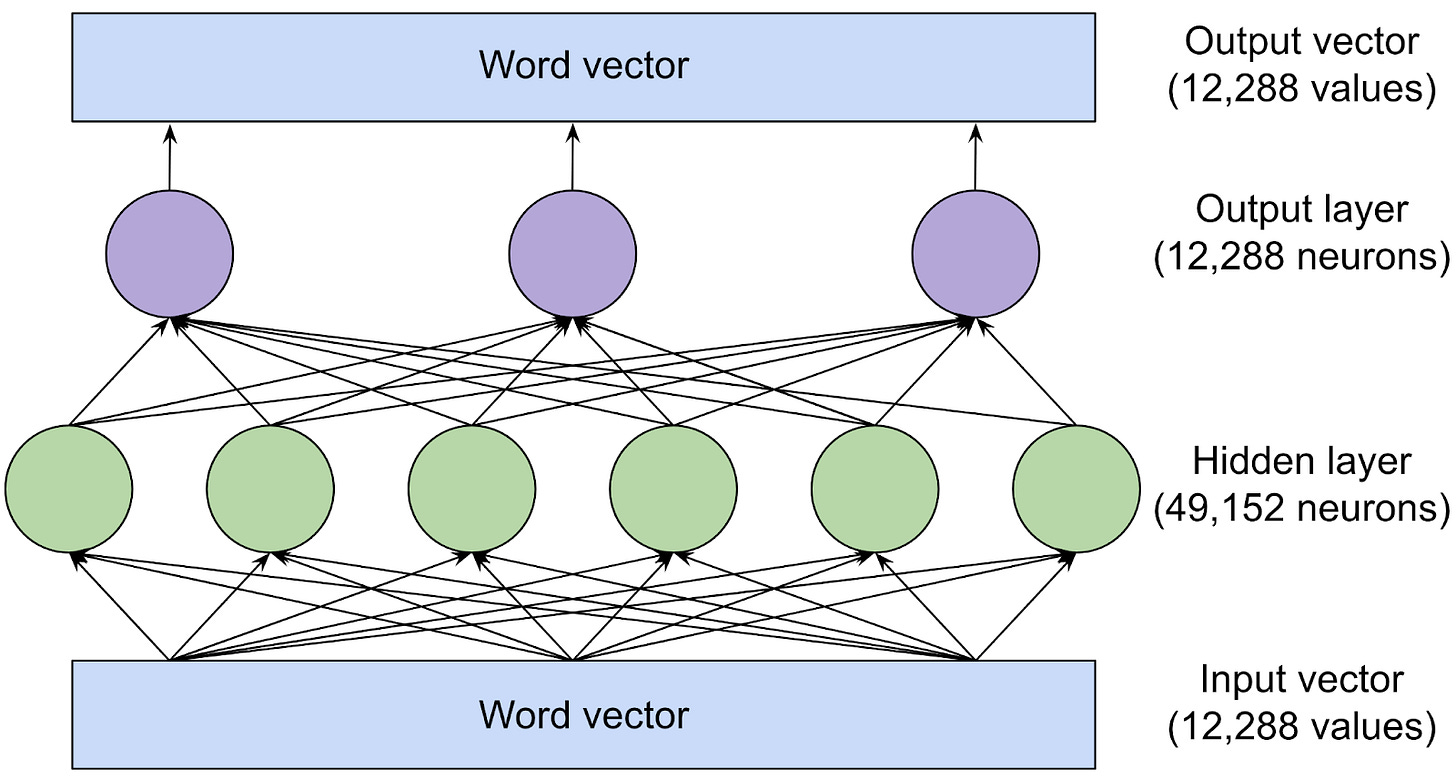 Word vector
Output vector
(12,288 values)
Output layer
(12,288 neurons)
Hidden layer
(49,152 neurons)
Word vector
Input vector
(12,288 values)